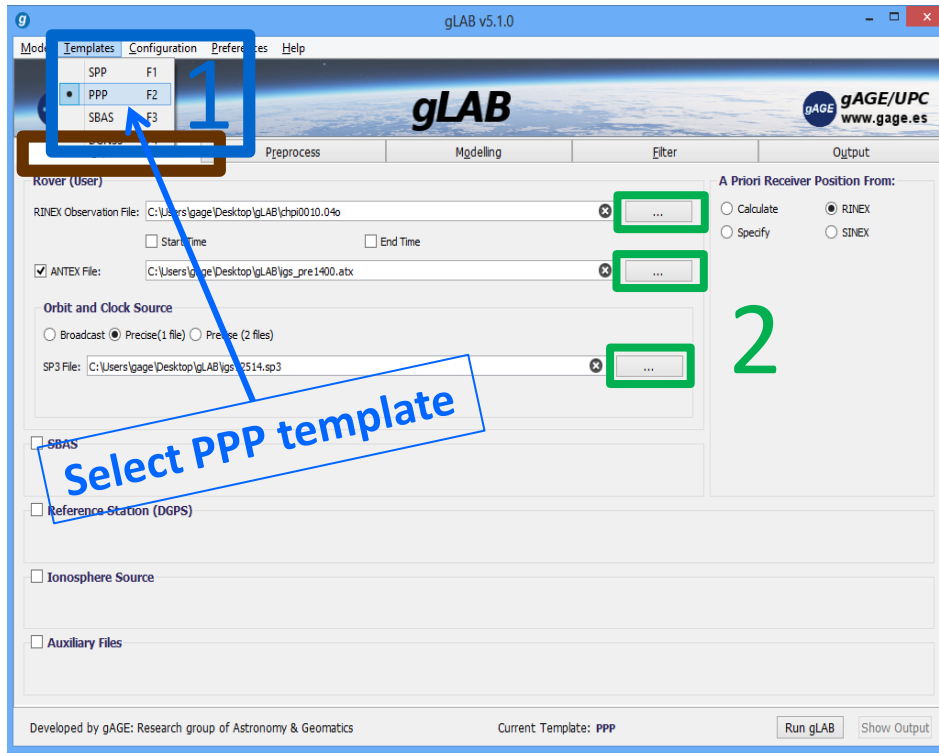 gLAB v5.1.0
Templates Configuration Preferences Help
SPP F1
PPP F2
SBAS F3
1
gLAB
gAGE
gAGE/UPC
www.gage.es
Preprocess Modelling Filter Output
Rover (User)
RINEX Observation File: C:\Users\gage\Desktop\gLAB\chpi0010.04o ...
Start Time End Time
ANTEX File: C:\Users\gage\Desktop\gLAB\igs_pre1400.atx ...
Orbit and Clock Source
Broadcast Precise(1 file) Precise (2 files)
SP3 File: ...
A Priori Receiver Position From:
Calculate RINEX
Specify SINEX
2
Select PPP template
SBAS
Reference Station (DGPS)
Ionosphere Source
Auxiliary Files
Developed by gAGE: Research group of Astronomy & Geomatics Current Template: PPP Run gLAB Show Output